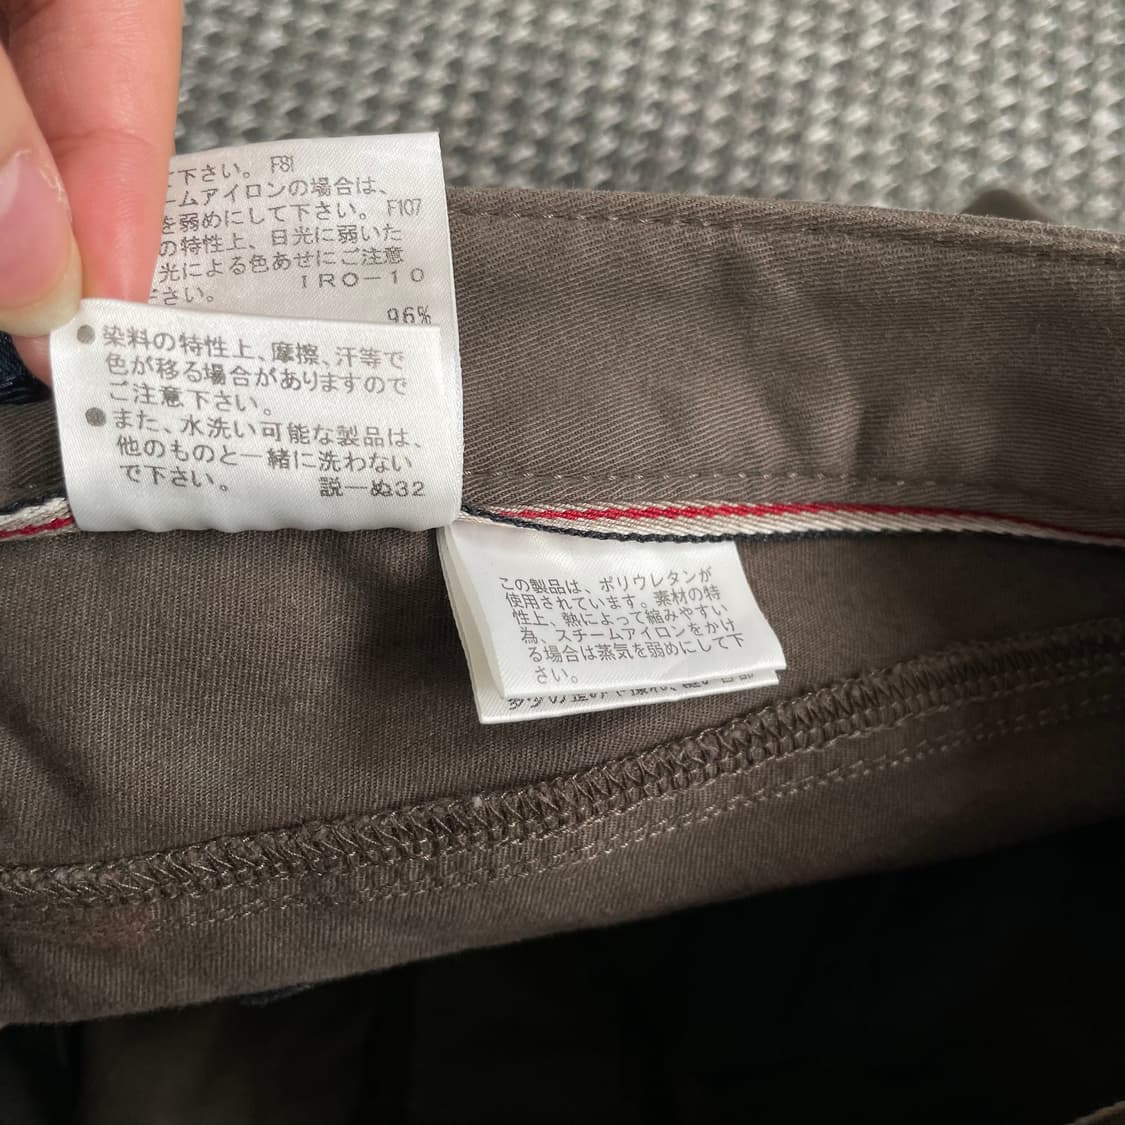 て下さい。 F81
ームアイロンの場合は、
を弱めにして下さい。 F107
の特性上、日光に弱いた
光による色あせにご注意
下さい。 IRO-10
96%
●染料の特性上、摩擦、汗等で
色が移る場合がありますので
ご注意下さい。
●また、水洗い可能な製品は、
他のものと一緒に洗わない
で下さい。 説―ぬ32
この製品は、ポリウレタンが
使用されています。素材の特
性上、熱によって縮みやすい
為、スチームアイロンをかけ
る場合は蒸気を弱めにして下
さい。